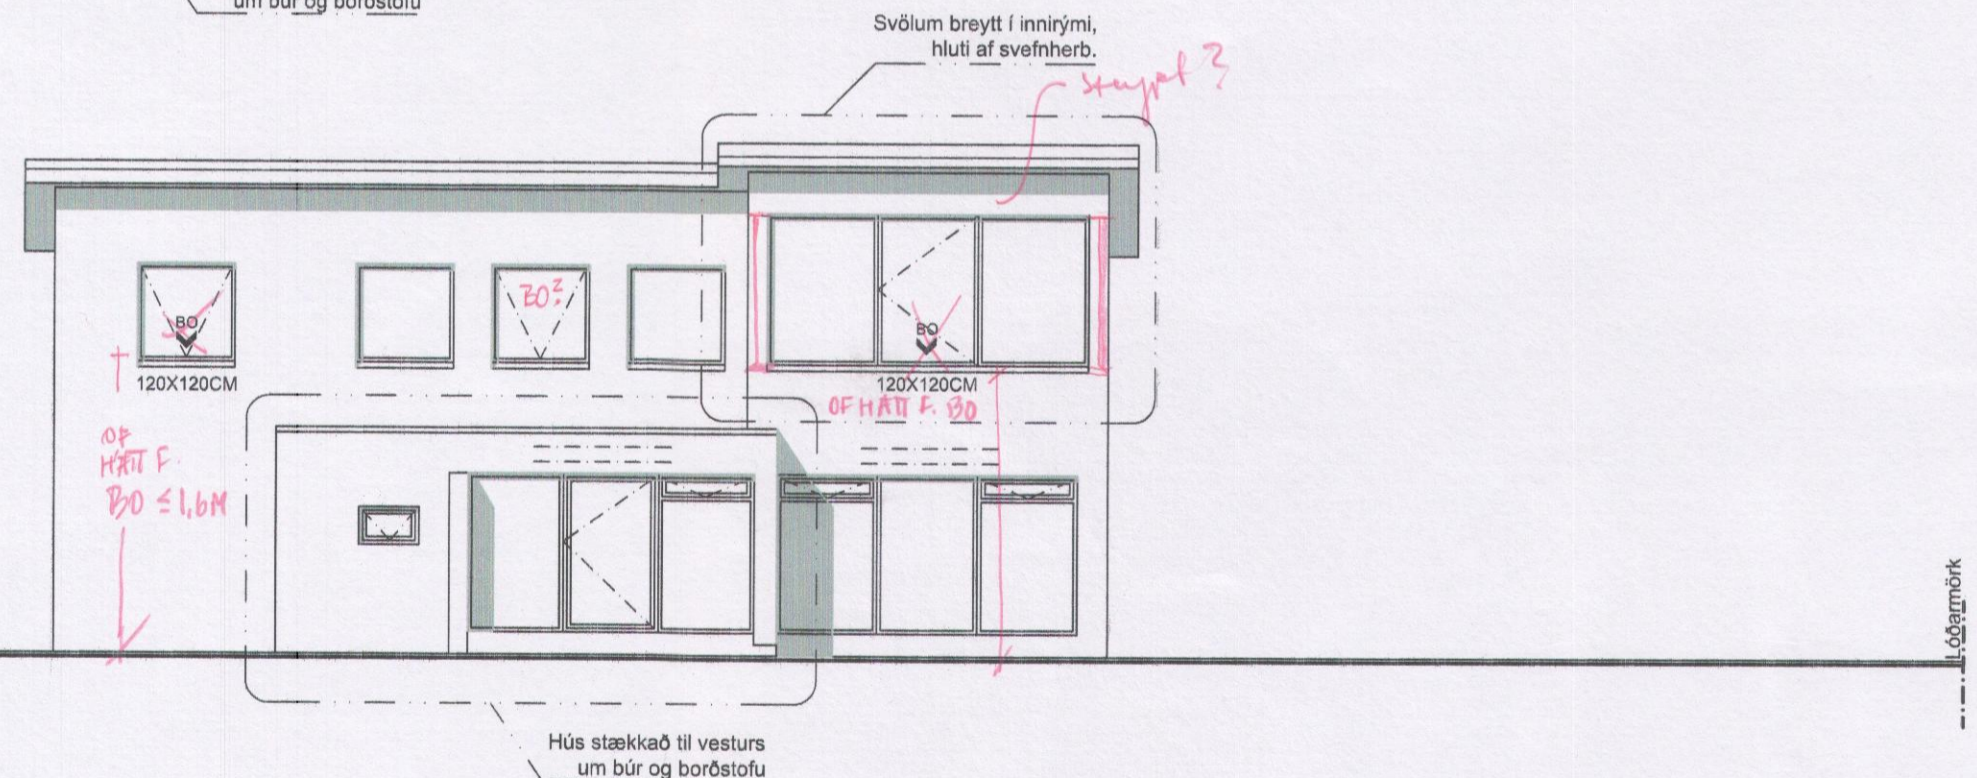 um búr og borðstofu
Svölum breytt í innirými,
hluti af svefnherb.
steypt?
BO
BO?
BO
120X120CM
120X120CM
OF HÁTT F. BO
OF
HÁTT F.
BO ≤ 1,6M
Lóðarmörk
Hús stækkað til vesturs
um búr og borðstofu